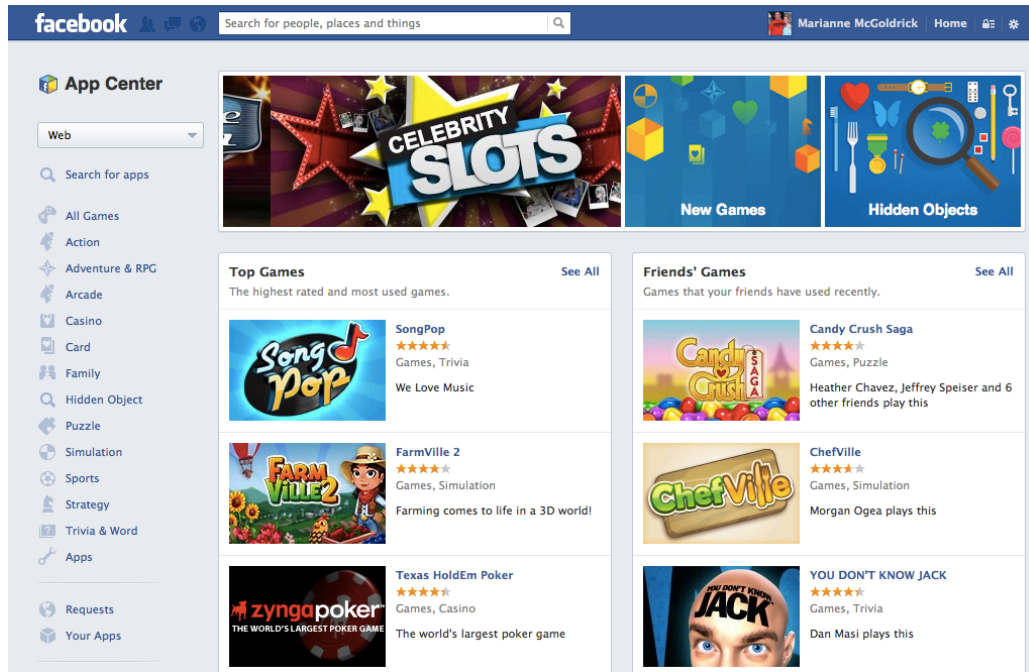 facebook
Search for people, places and things
Marianne McGoldrick
Home
App Center
Web
Search for apps
All Games
Action
Adventure & RPG
Arcade
Casino
Card
Family
Hidden Object
Puzzle
Simulation
Sports
Strategy
Trivia & Word
Apps
Requests
Your Apps
CELEBRITY
SLOTS
New Games
Hidden Objects
Top Games
See All
The highest rated and most used games.
Song
Pop
SongPop
Games, Trivia
We Love Music
FARM
VILLE2
FarmVille 2
Games, Simulation
Farming comes to life in a 3D world!
zyngapoker
THE WORLD'S LARGEST POKER GAME
Texas HoldEm Poker
Games, Casino
The world's largest poker game
Friends' Games
See All
Games that your friends have used recently.
Candy
Crush
SAGA
Candy Crush Saga
Games, Puzzle
Heather Chavez, Jeffrey Speiser and 6
other friends play this
ChefVille
ChefVille
Games, Simulation
Morgan Ogea plays this
YOU DON'T KNOW
JACK
YOU DON'T KNOW JACK
Games, Trivia
Dan Masi plays this